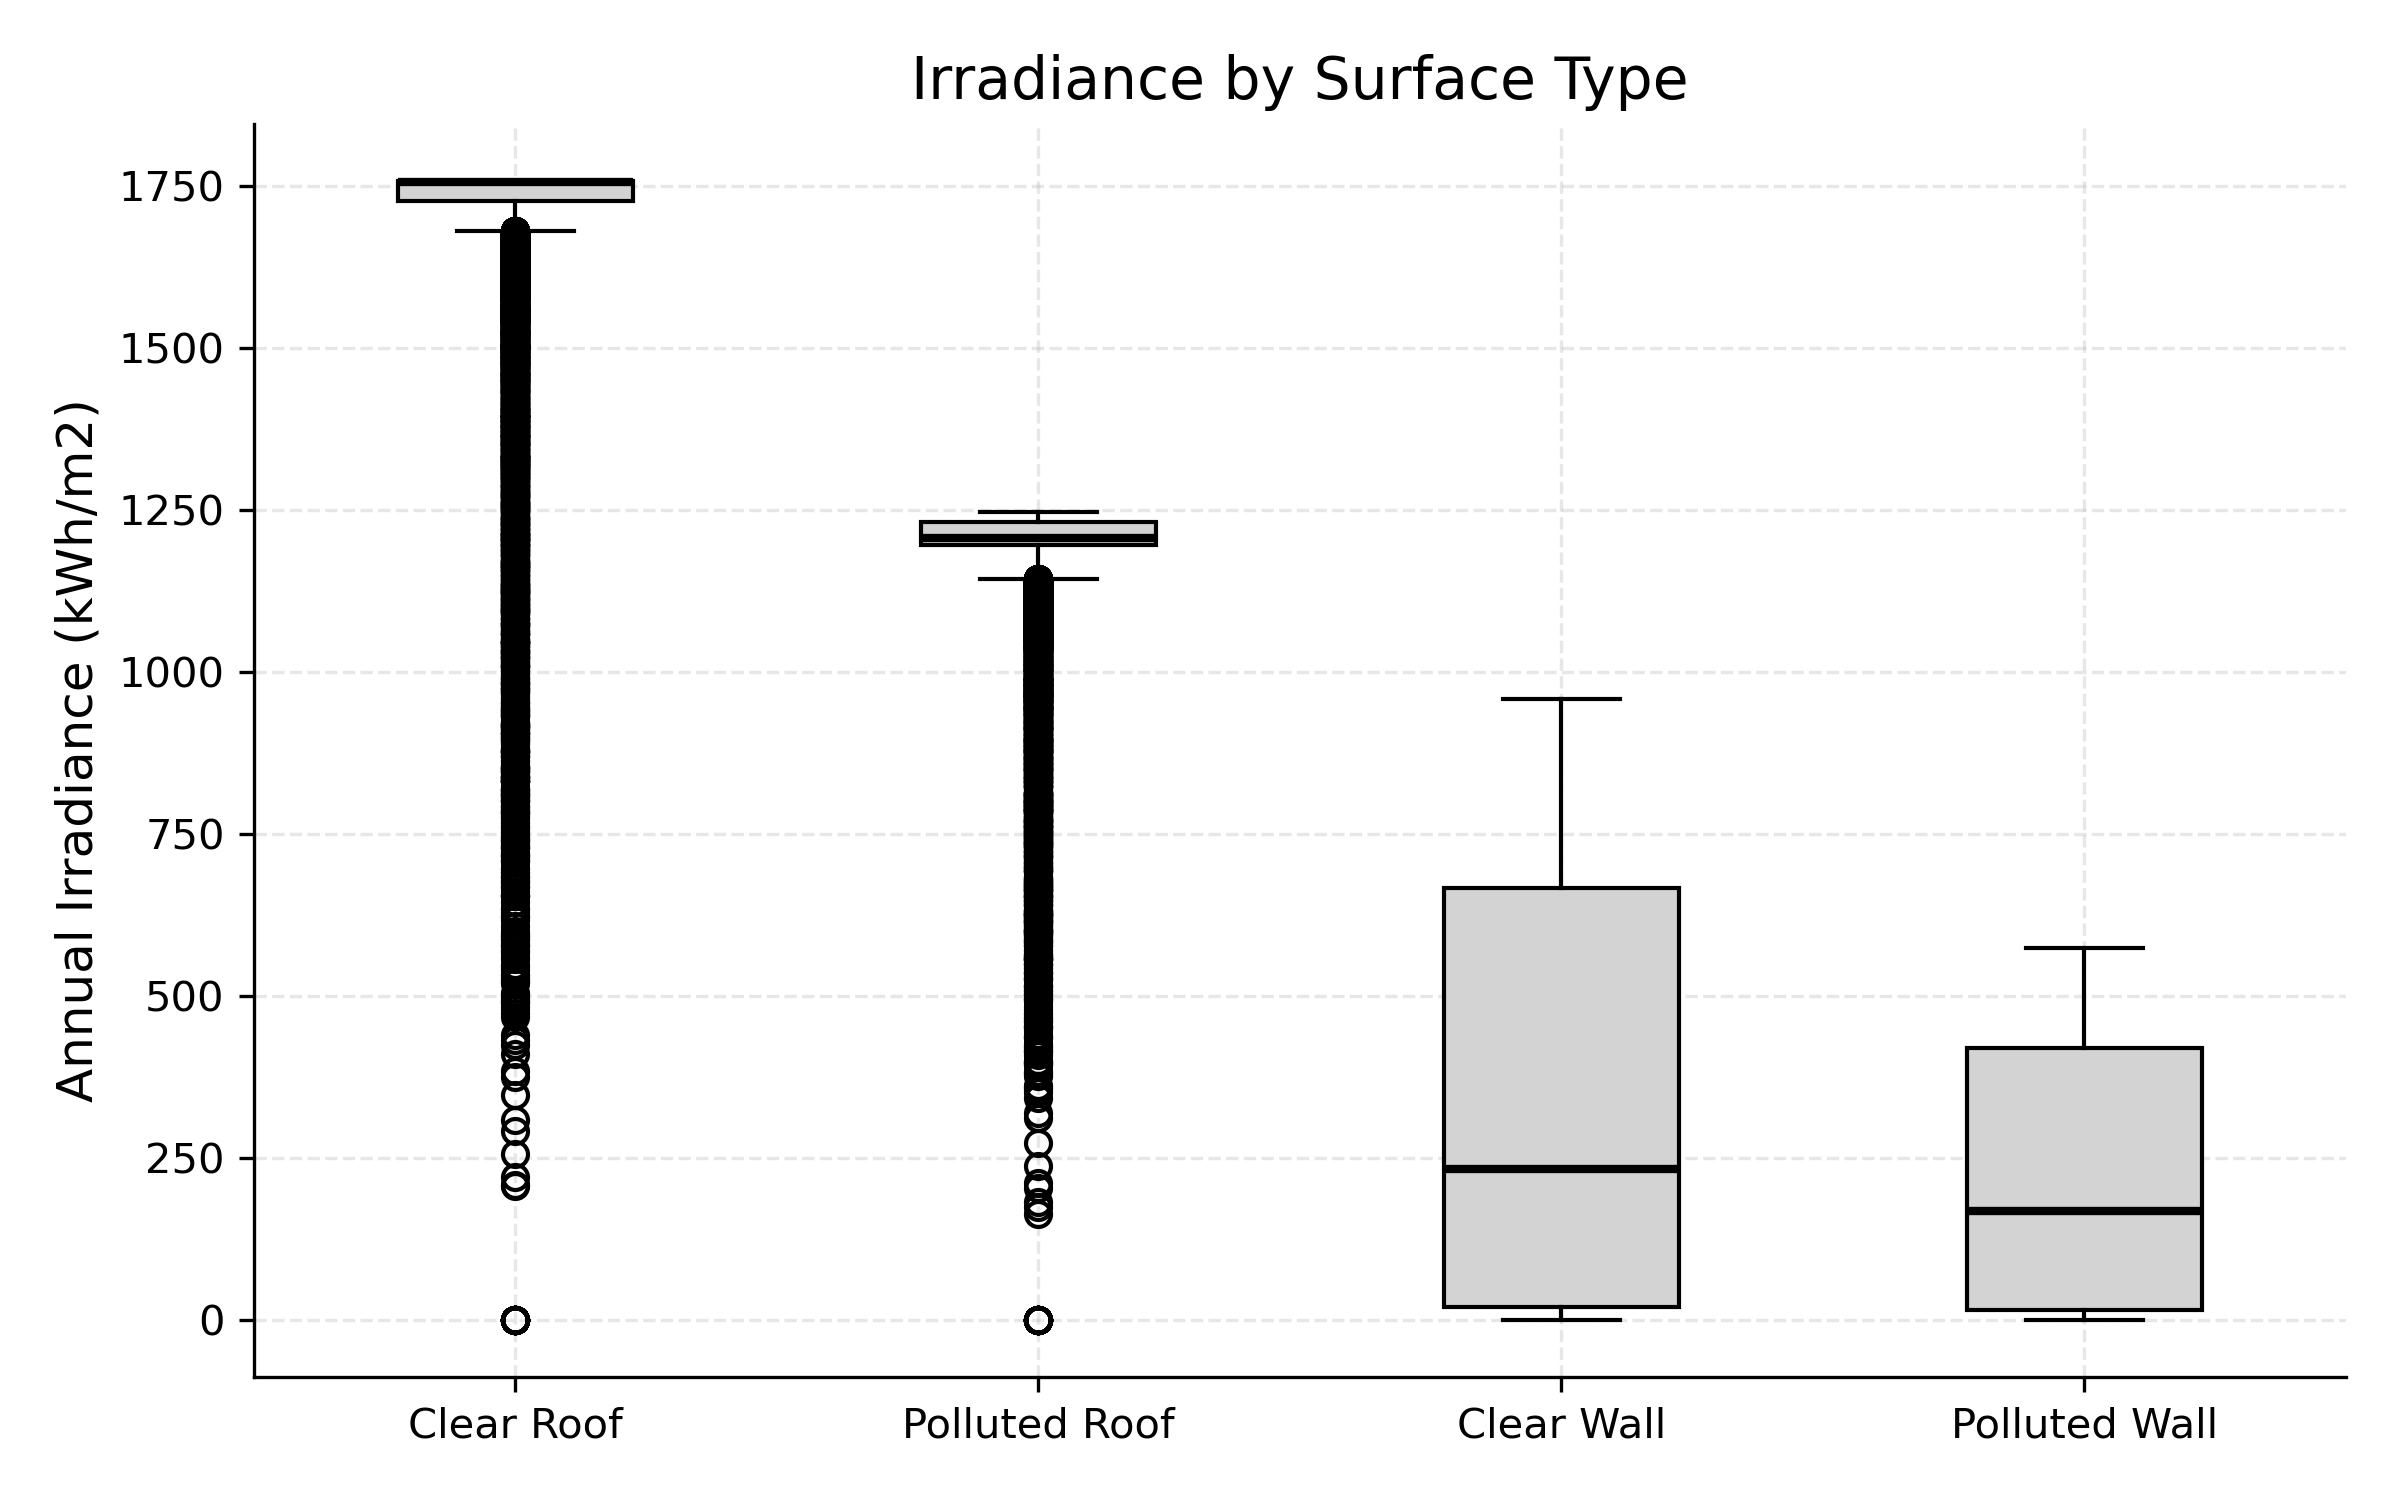 Irradiance by Surface Type
Annual Irradiance (kWh/m2)
1750
1500
1250
1000
750
500
250
0
Clear Roof
Polluted Roof
Clear Wall
Polluted Wall